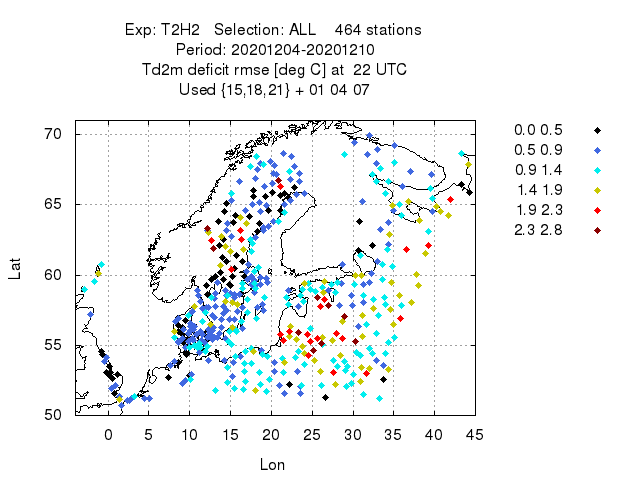 Exp: T2H2   Selection: ALL    464 stations
Period: 20201204-20201210
Td2m deficit rmse [deg C] at  22 UTC
Used {15,18,21} + 01 04 07
0.0 0.5
0.5 0.9
0.9 1.4
1.4 1.9
1.9 2.3
2.3 2.8
70
65
60
55
50
Lat
0 5 10 15 20 25 30 35 40 45
Lon